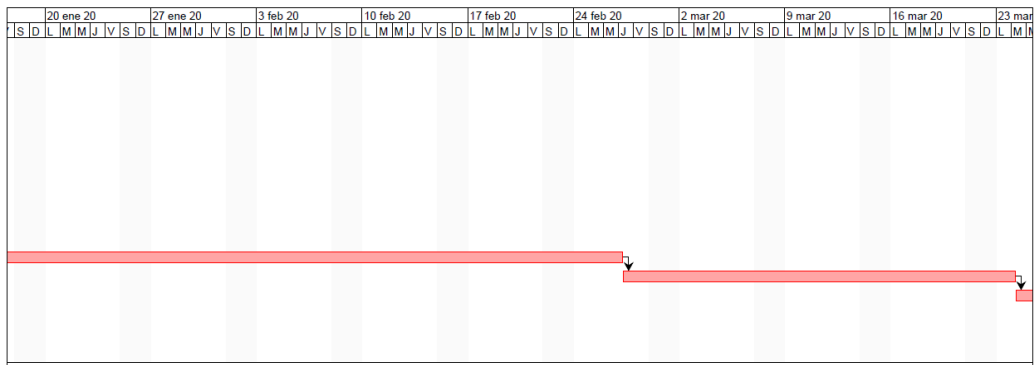 20 ene 20 27 ene 20 3 feb 20 10 feb 20 17 feb 20 24 feb 20 2 mar 20 9 mar 20 16 mar 20 23 mar
S D L M M J V S D L M M J V S D L M M J V S D L M M J V S D L M M J V S D L M M J V S D L M M J V S D L M M J V S D L M M J V S D L M